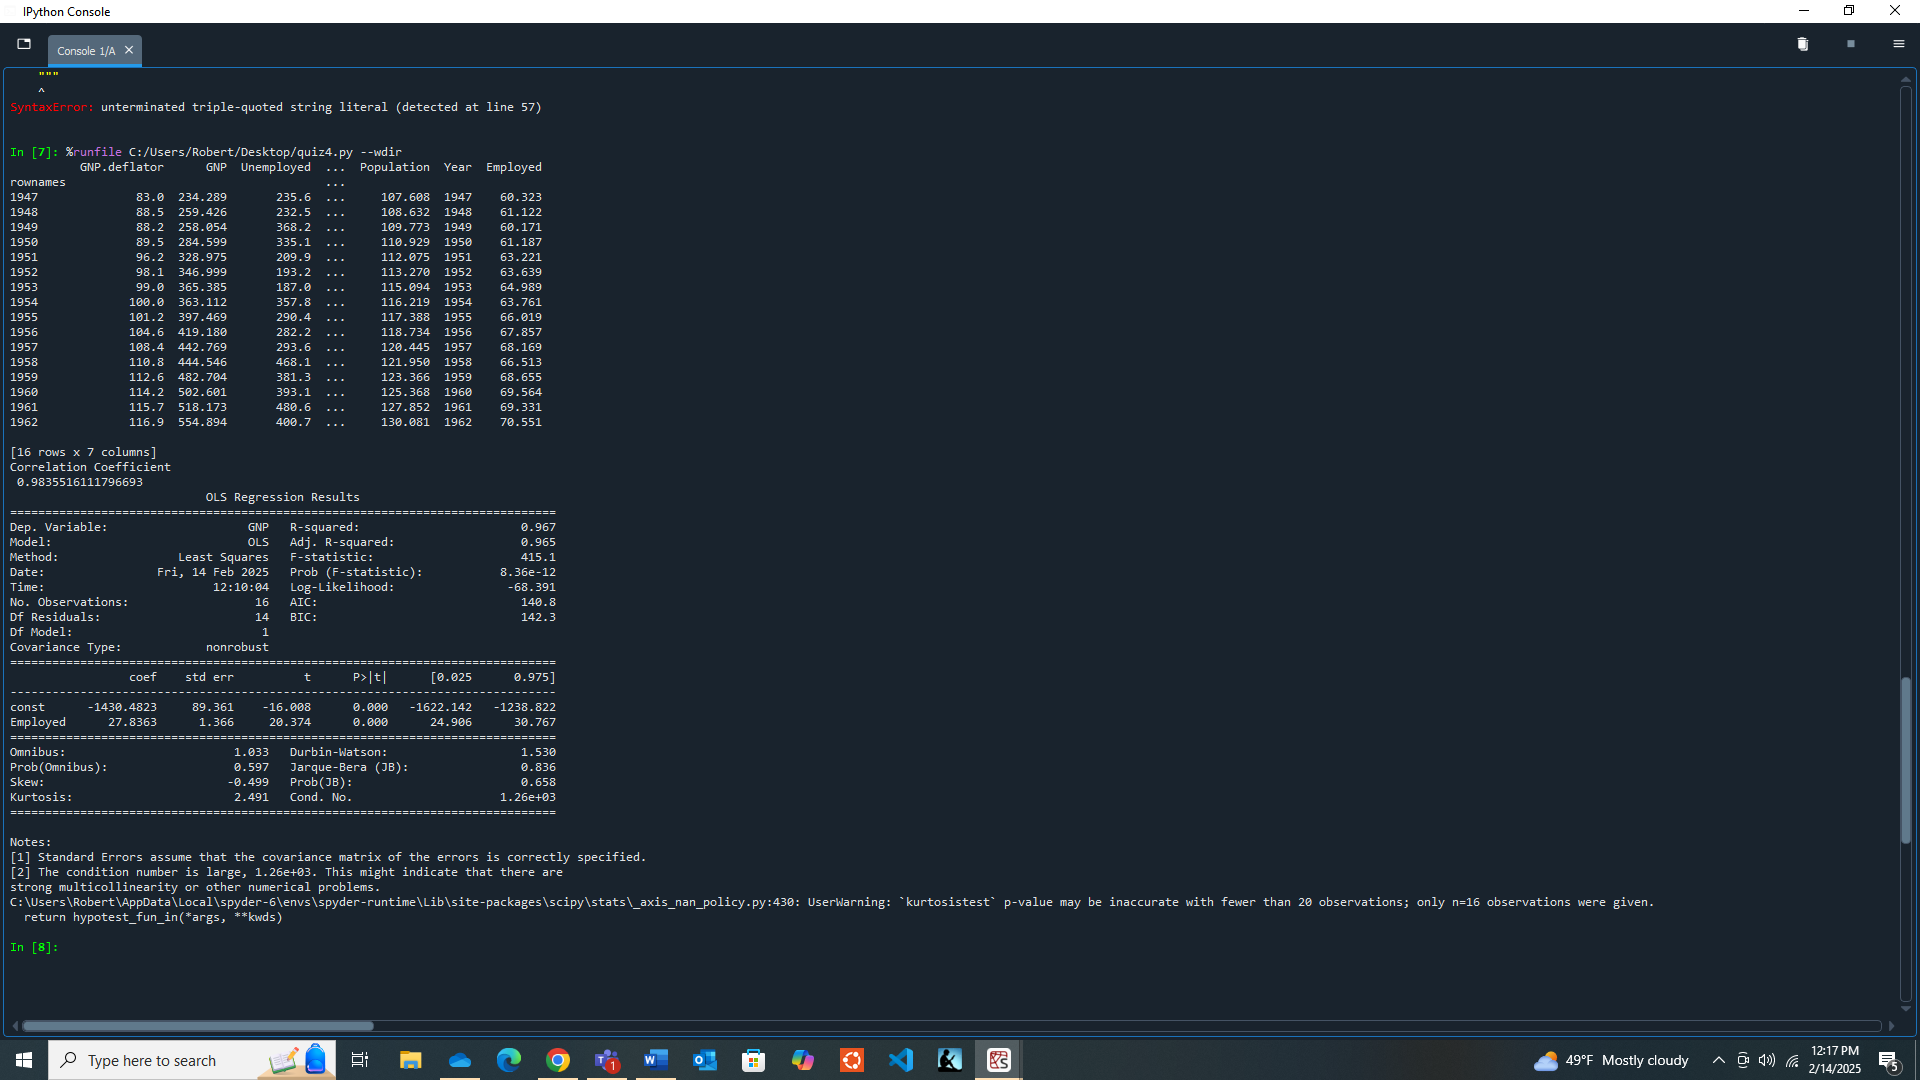 IPython Console
Console 1/A
"""
^
SyntaxError: unterminated triple-quoted string literal (detected at line 57)
In [7]: %runfile C:/Users/Robert/Desktop/quiz4.py --wdir
GNP.deflator GNP Unemployed ... Population Year Employed
rownames ...
1947 83.0 234.289 235.6 ... 107.608 1947 60.323
1948 88.5 259.426 232.5 ... 108.632 1948 61.122
1949 88.2 258.054 368.2 ... 109.773 1949 60.171
1950 89.5 284.599 335.1 ... 110.929 1950 61.187
1951 96.2 328.975 209.9 ... 112.075 1951 63.221
1952 98.1 346.999 193.2 ... 113.270 1952 63.639
1953 99.0 365.385 187.0 ... 115.094 1953 64.989
1954 100.0 363.112 357.8 ... 116.219 1954 63.761
1955 101.2 397.469 290.4 ... 117.388 1955 66.019
1956 104.6 419.180 282.2 ... 118.734 1956 67.857
1957 108.4 442.769 293.6 ... 120.445 1957 68.169
1958 110.8 444.546 468.1 ... 121.950 1958 66.513
1959 112.6 482.704 381.3 ... 123.366 1959 68.655
1960 114.2 502.601 393.1 ... 125.368 1960 69.564
1961 115.7 518.173 480.6 ... 127.852 1961 69.331
1962 116.9 554.894 400.7 ... 130.081 1962 70.551
[16 rows x 7 columns]
Correlation Coefficient
0.9835516111796693
OLS Regression Results
==============================================================================
Dep. Variable: GNP R-squared: 0.967
Model: OLS Adj. R-squared: 0.965
Method: Least Squares F-statistic: 415.1
Date: Fri, 14 Feb 2025 Prob (F-statistic): 8.36e-12
Time: 12:10:04 Log-Likelihood: -68.391
No. Observations: 16 AIC: 140.8
Df Residuals: 14 BIC: 142.3
Df Model: 1
Covariance Type: nonrobust
==============================================================================
coef std err t P>|t| [0.025 0.975]
------------------------------------------------------------------------------
const -1430.4823 89.361 -16.008 0.000 -1622.142 -1238.822
Employed 27.8363 1.366 20.374 0.000 24.906 30.767
==============================================================================
Omnibus: 1.033 Durbin-Watson: 1.530
Prob(Omnibus): 0.597 Jarque-Bera (JB): 0.836
Skew: -0.499 Prob(JB): 0.658
Kurtosis: 2.491 Cond. No. 1.26e+03
==============================================================================
Notes:
[1] Standard Errors assume that the covariance matrix of the errors is correctly specified.
[2] The condition number is large, 1.26e+03. This might indicate that there are
strong multicollinearity or other numerical problems.
C:\Users\Robert\AppData\Local\spyder-6\envs\spyder-runtime\Lib\site-packages\scipy\stats\_axis_nan_policy.py:430: UserWarning: `kurtosistest` p-value may be inaccurate with fewer than 20 observations; only n=16 observations were given.
return hypotest_fun_in(*args, **kwds)
In [8]:
Type here to search
49°F Mostly cloudy
12:17 PM
2/14/2025
5
1